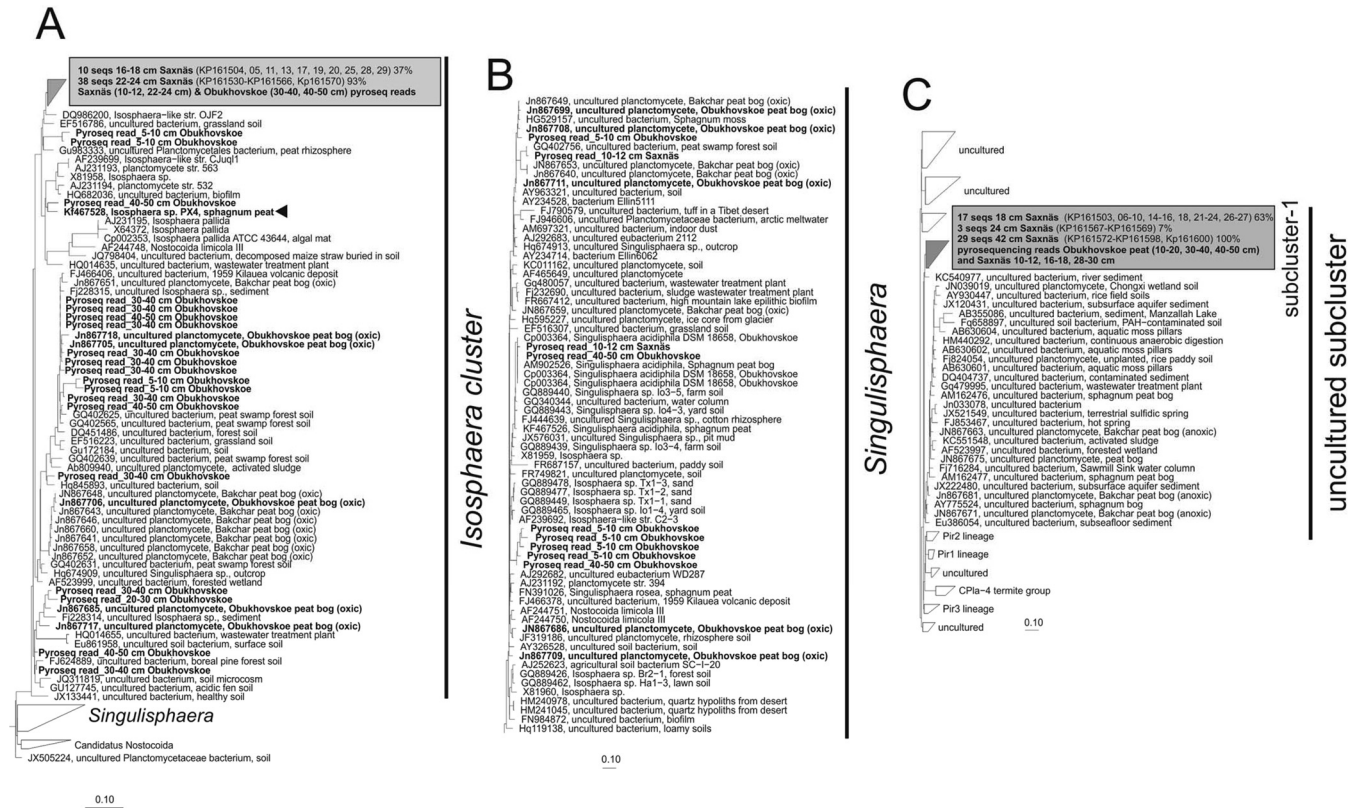 A
10 seqs 16-18 cm Saxnäs (KP161504, 05, 11, 13, 17, 19, 20, 25, 28, 29) 37%
38 seqs 22-24 cm Saxnäs (KP161530-KP161566, Kp161570) 93%
Saxnäs (10-12, 22-24 cm) & Obukhovskoe (30-40, 40-50 cm) pyroseq reads
DQ986200, Isosphaera-like str. OJF2
EF516786, uncultured bacterium, grassland soil
Pyroseq read_5-10 cm Obukhovskoe
Pyroseq read_5-10 cm Obukhovskoe
Gu983333, uncultured Planctomycetales bacterium, peat rhizosphere
AF239699, Isosphaera-like str. CJuql1
AJ231193, planctomycete str. 563
X81958, Isosphaera sp.
AJ231194, planctomycete str. 532
HQ682036, uncultured bacterium, biofilm
Pyroseq read_40-50 cm Obukhovskoe
Kf467528, Isosphaera sp. PX4, sphagnum peat
AJ231195, Isosphaera pallida
X64372, Isosphaera pallida
Cp002353, Isosphaera pallida ATCC 43644, algal mat
AF244748, Nostocoida limicola III
JQ798404, uncultured bacterium, decomposed maize straw buried in soil
HQ014635, uncultured bacterium, wastewater treatment plant
FJ466406, uncultured bacterium, 1959 Kilauea volcanic deposit
JN867651, uncultured planctomycete, Bakchar peat bog (oxic)
Fj228315, uncultured Isosphaera sp., sediment
Pyroseq read_30-40 cm Obukhovskoe
Pyroseq read_30-40 cm Obukhovskoe
Pyroseq read_40-50 cm Obukhovskoe
Pyroseq read_30-40 cm Obukhovskoe
Jn867718, uncultured planctomycete, Obukhovskoe peat bog (oxic)
Jn867705, uncultured planctomycete, Obukhovskoe peat bog (oxic)
Pyroseq read_30-40 cm Obukhovskoe
Pyroseq read_30-40 cm Obukhovskoe
Pyroseq read_30-40 cm Obukhovskoe
Pyroseq read_5-10 cm Obukhovskoe
Pyroseq read_5-10 cm Obukhovskoe
Pyroseq read_30-40 cm Obukhovskoe
Pyroseq read_40-50 cm Obukhovskoe
GQ402625, uncultured bacterium, peat swamp forest soil
GQ402565, uncultured bacterium, peat swamp forest soil
DQ451486, uncultured bacterium, forest soil
EF516223, uncultured bacterium, grassland soil
Gu172184, uncultured bacterium, soil
GQ402639, uncultured bacterium, peat swamp forest soil
Ab809940, uncultured planctomycete, activated sludge
Pyroseq read_30-40 cm Obukhovskoe
Hq845893, uncultured bacterium, soil
JN867648, uncultured planctomycete, Bakchar peat bog (oxic)
Jn867706, uncultured planctomycete, Obukhovskoe peat bog (oxic)
JN867643, uncultured planctomycete, Bakchar peat bog (oxic)
JN867646, uncultured planctomycete, Bakchar peat bog (oxic)
JN867660, uncultured planctomycete, Bakchar peat bog (oxic)
JN867641, uncultured planctomycete, Bakchar peat bog (oxic)
JN867658, uncultured planctomycete, Bakchar peat bog (oxic)
JN867652, uncultured planctomycete, Bakchar peat bog (oxic)
GQ402631, uncultured bacterium, peat swamp forest soil
Hq674909, uncultured Singulisphaera sp., outcrop
AF523999, uncultured bacterium, forested wetland
Pyroseq read_30-40 cm Obukhovskoe
Pyroseq read_20-30 cm Obukhovskoe
Jn867685, uncultured planctomycete, Obukhovskoe peat bog (oxic)
Fj228314, uncultured Isosphaera sp., sediment
Jn867717, uncultured planctomycete, Obukhovskoe peat bog (oxic)
HQ014655, uncultured bacterium, wastewater treatment plant
Eu861958, uncultured soil bacterium, surface soil
Pyroseq read_40-50 cm Obukhovskoe
FJ624889, uncultured bacterium, boreal pine forest soil
Pyroseq read_30-40 cm Obukhovskoe
JQ311819, uncultured bacterium, soil microcosm
GU127745, uncultured bacterium, acidic fen soil
JX133441, uncultured bacterium, healthy soil
Singulisphaera
Candidatus Nostocoida
JX505224, uncultured Planctomycetaceae bacterium, soil
0.10
Isosphaera cluster
B
Jn867649, uncultured planctomycete, Bakchar peat bog (oxic)
Jn867699, uncultured planctomycete, Obukhovskoe peat bog (oxic)
HG529157, uncultured bacterium, Sphagnum moss
Jn867708, uncultured planctomycete, Obukhovskoe peat bog (oxic)
Pyroseq read_5-10 cm Obukhovskoe
GQ402756, uncultured bacterium, peat swamp forest soil
Pyroseq read_10-12 cm Saxnäs
JN867653, uncultured planctomycete, Bakchar peat bog (oxic)
JN867640, uncultured planctomycete, Bakchar peat bog (oxic)
Jn867711, uncultured planctomycete, Obukhovskoe peat bog (oxic)
AY963321, uncultured bacterium, soil
AY234528, bacterium Ellin5111
FJ790579, uncultured bacterium, tuff in a Tibet desert
FJ946606, uncultured Planctomycetaceae bacterium, arctic meltwater
AM697321, uncultured bacterium, indoor dust
AJ292683, uncultured eubacterium 2112
Hq674913, uncultured Singulisphaera sp., outcrop
AY234714, bacterium Ellin6062
KC011162, uncultured planctomycete, soil
AF465649, uncultured planctomycete
Gq480057, uncultured bacterium, wastewater treatment plant
Fj232690, uncultured bacterium, sludge wastewater treatment plant
FR667412, uncultured bacterium, high mountain lake epilithic biofilm
JN867659, uncultured planctomycete, Bakchar peat bog (oxic)
Hq595227, uncultured planctomycete, ice core from glacier
EF516307, uncultured bacterium, grassland soil
Cp003364, Singulisphaera acidiphila DSM 18658, Obukhovskoe
Pyroseq read_10-12 cm Saxnäs
Pyroseq read_40-50 cm Obukhovskoe
AM902526, Singulisphaera acidiphila, Sphagnum peat bog
Cp003364, Singulisphaera acidiphila DSM 18658, Obukhovskoe
Cp003364, Singulisphaera acidiphila DSM 18658, Obukhovskoe
GQ889440, Singulisphaera sp. Io3-5, farm soil
GQ340344, uncultured bacterium, water column
GQ889443, Singulisphaera sp. Io4-3, yard soil
FJ444639, uncultured Singulisphaera sp., cotton rhizosphere
KF467526, Singulisphaera acidiphila, sphagnum peat
JX576031, uncultured Singulisphaera sp., pit mud
GQ889439, Singulisphaera sp. Io3-4, farm soil
X81959, Isosphaera sp.
FR687157, uncultured bacterium, paddy soil
FR749821, uncultured planctomycete, soil
GQ889478, Isosphaera sp. Tx1-3, sand
GQ889477, Isosphaera sp. Tx1-2, sand
GQ889449, Isosphaera sp. Tx1-1, sand
GQ889465, Isosphaera sp. Io1-4, yard soil
AF239692, Isosphaera-like str. C2-3
Pyroseq read_5-10 cm Obukhovskoe
Pyroseq read_5-10 cm Obukhovskoe
Pyroseq read_5-10 cm Obukhovskoe
Pyroseq read_5-10 cm Obukhovskoe
Pyroseq read_40-50 cm Obukhovskoe
AJ292682, uncultured eubacterium WD287
AJ231192, planctomycete str. 394
FN391026, Singulisphaera rosea, sphagnum peat
FJ466378, uncultured bacterium, 1959 Kilauea volcanic deposit
AF244751, Nostocoida limicola III
AF244750, Nostocoida limicola III
JN867686, uncultured planctomycete, Obukhovskoe peat bog (oxic)
JF319186, uncultured planctomycete, rhizosphere soil
AY326528, uncultured soil bacterium, soil
Jn867709, uncultured planctomycete, Obukhovskoe peat bog (oxic)
AJ252623, agricultural soil bacterium SC-I-20
GQ889426, Isosphaera sp. Br2-1, forest soil
GQ889462, Isosphaera sp. Ha1-3, lawn soil
X81960, Isosphaera sp.
HM240978, uncultured bacterium, quartz hypoliths from desert
HM241045, uncultured bacterium, quartz hypoliths from desert
FN984872, uncultured bacterium, biofilm
Hq119138, uncultured bacterium, loamy soils
0.10
Singulisphaera
C
uncultured
uncultured
17 seqs 18 cm Saxnäs (KP161503, 06-10, 14-16, 18, 21-24, 26-27) 63%
3 seqs 24 cm Saxnäs (KP161567-KP161569) 7%
29 seqs 42 cm Saxnäs (KP161572-KP161598, Kp161600) 100%
pyrosequencing reads Obukhovskoe peat (10-20, 30-40, 40-50 cm)
and Saxnäs 10-12, 16-18, 28-30 cm
KC540977, uncultured bacterium, river sediment
JN039019, uncultured planctomycete, Chongxi wetland soil
AY930447, uncultured bacterium, rice field soils
JX120431, uncultured bacterium, subsurface aquifer sediment
AB355086, uncultured bacterium, sediment, Manzallah Lake
Fq658897, uncultured soil bacterium, PAH-contaminated soil
AB630604, uncultured bacterium, aquatic moss pillars
HM440292, uncultured bacterium, continuous anaerobic digestion
AB630602, uncultured bacterium, aquatic moss pillars
Fj824054, uncultured bacterium, unplanted, rice paddy soil
AB630601, uncultured bacterium, aquatic moss pillars
DQ404737, uncultured bacterium, contaminated sediment
Gq479995, uncultured bacterium, wastewater treatment plant
AM162476, uncultured bacterium, sphagnum peat bog
Jn033078, uncultured bacterium
JX521549, uncultured bacterium, terrestrial sulfidic spring
FJ853467, uncultured bacterium, hot spring
JN867663, uncultured planctomycete, Bakchar peat bog (anoxic)
KC551548, uncultured bacterium, activated sludge
AF523997, uncultured bacterium, forested wetland
JN867675, uncultured planctomycete, peat bog
Fj716284, uncultured bacterium, Sawmill Sink water column
AM162477, uncultured bacterium, sphagnum peat bog
JX222480, uncultured bacterium, subsurface aquifer sediment
Jn867681, uncultured planctomycete, Bakchar peat bog (anoxic)
AY775524, uncultured bacterium, sphagnum bog
JN867671, uncultured planctomycete, Bakchar peat bog (anoxic)
Eu386054, uncultured bacterium, subseafloor sediment
Pir2 lineage
Pir1 lineage
uncultured
CPla-4 termite group
Pir3 lineage
uncultured
0.10
subcluster-1
uncultured subcluster